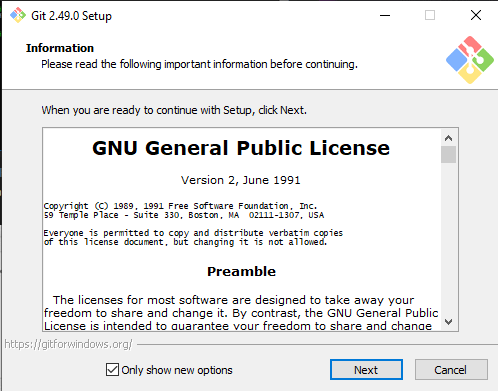 Git 2.49.0 Setup
Information
Please read the following important information before continuing.
When you are ready to continue with Setup, click Next.
GNU General Public License
Version 2, June 1991
Copyright (C) 1989, 1991 Free Software Foundation, Inc.
59 Temple Place - Suite 330, Boston, MA  02111-1307, USA
Everyone is permitted to copy and distribute verbatim copies
of this license document, but changing it is not allowed.
Preamble
The licenses for most software are designed to take away your
freedom to share and change it. By contrast, the GNU General Public
License is intended to guarantee your freedom to share and change
https://gitforwindows.org/
Only show new options
Next
Cancel